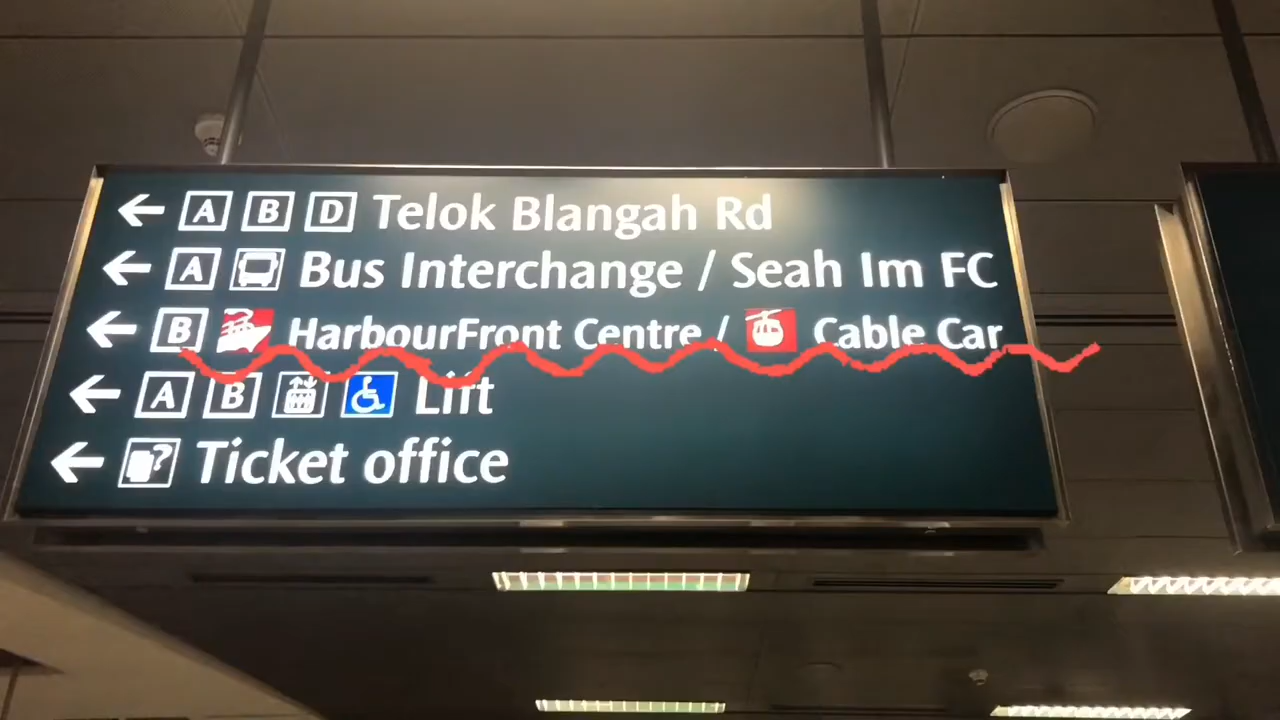 A B D Telok Blangah Rd
A Bus Interchange / Seah Im FC
B HarbourFront Centre / Cable Car
A B Lift
? Ticket office